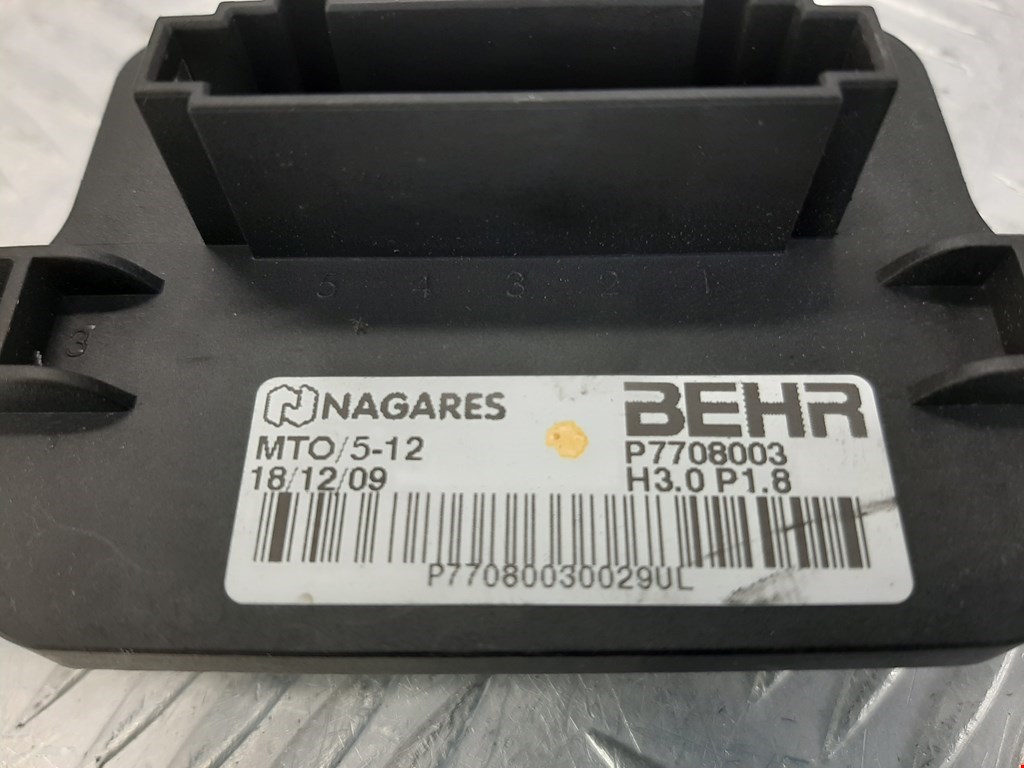 5 4 3 2 1
3
NAGARES
BEHR
MTO/5-12
P7708003
18/12/09
H3.0 P1.8
P77080030029UL